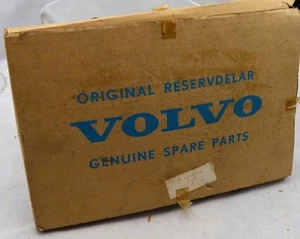 ORIGINAL RESERVDELAR
VOLVO
GENUINE SPARE PARTS